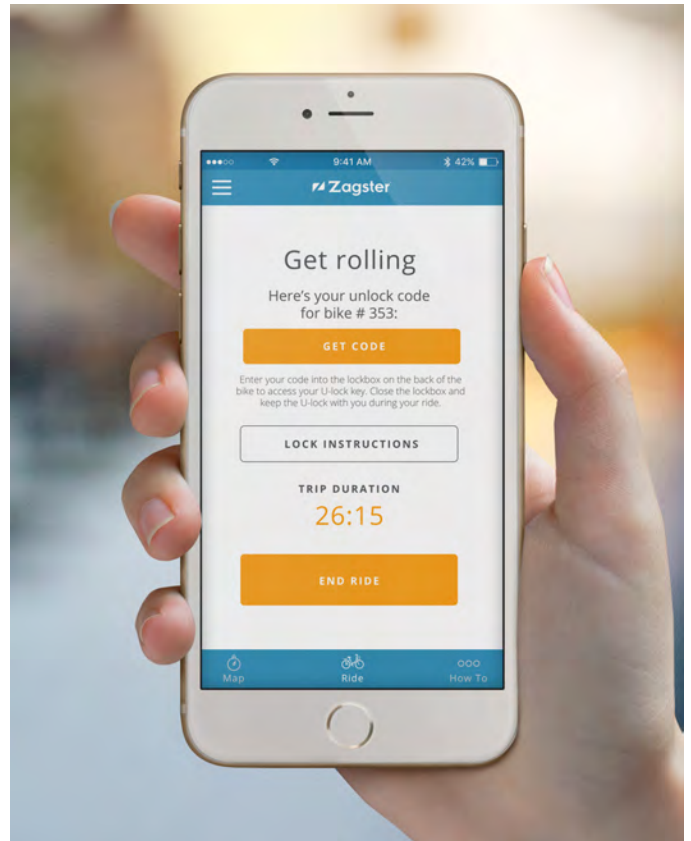 9:41 AM
42%
Zagster
Get rolling
Here's your unlock code
for bike # 353:
GET CODE
Enter your code into the lockbox on the back of the
bike to access your U-lock key. Close the lockbox and
keep the U-lock with you during your ride.
LOCK INSTRUCTIONS
TRIP DURATION
26:15
END RIDE
Map
Ride
How To